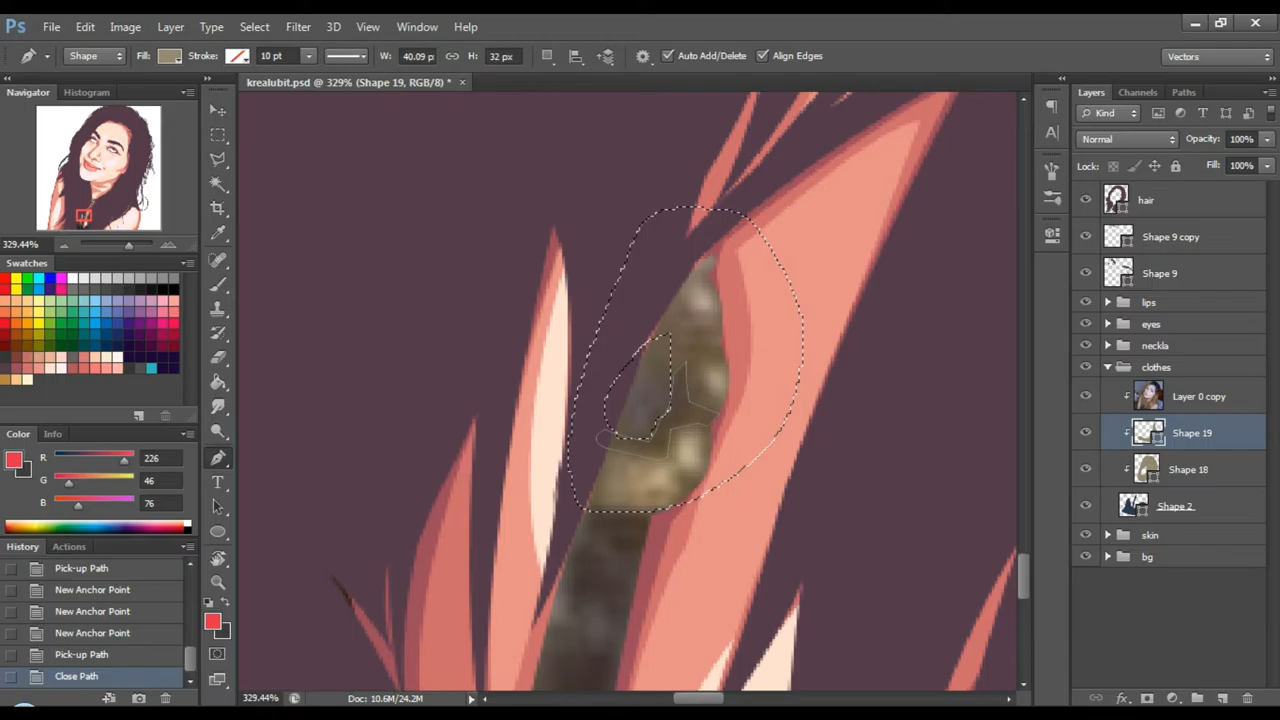 Ps File Edit Image Layer Type Select Filter 3D View Window Help
Shape Fill: Stroke: 10 pt W: 40.09 p H: 32 px Auto Add/Delete Align Edges Vectors
krealubit.psd @ 329% (Shape 19, RGB/8) * ×
Navigator Histogram
329.44%
Swatches
Color Info
R 226
G 46
B 76
History Actions
Pick-up Path
New Anchor Point
New Anchor Point
New Anchor Point
Pick-up Path
Close Path
329.44% Doc: 10.6M/24.2M
Layers Channels Paths
Kind
Normal Opacity: 100%
Lock: Fill: 100%
hair
Shape 9 copy
Shape 9
lips
eyes
neckla
clothes
Layer 0 copy
Shape 19
Shape 18
Shape 2
skin
bg